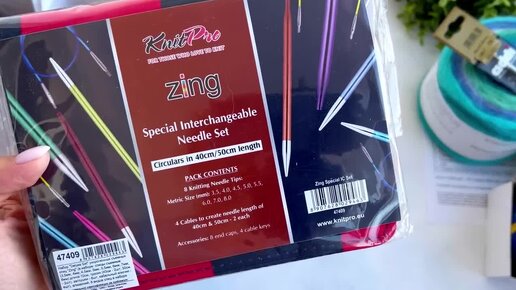 KnitPro
FOR THOSE WHO LOVE TO KNIT
zing
Special Interchangeable
Needle Set
Circulars in 40cm/50cm length
PACK CONTENTS
8 Knitting Needle Tips:
Metric Size (mm): 3.5, 4.0, 4.5, 5.0, 5.5,
6.0, 7.0, 8.0
4 Cables to create needle length of
40cm & 50cm - 2 each
Accessories: 8 end caps, 4 cable keys
Zing Special IC Set
47409
www.knitpro.eu
47409